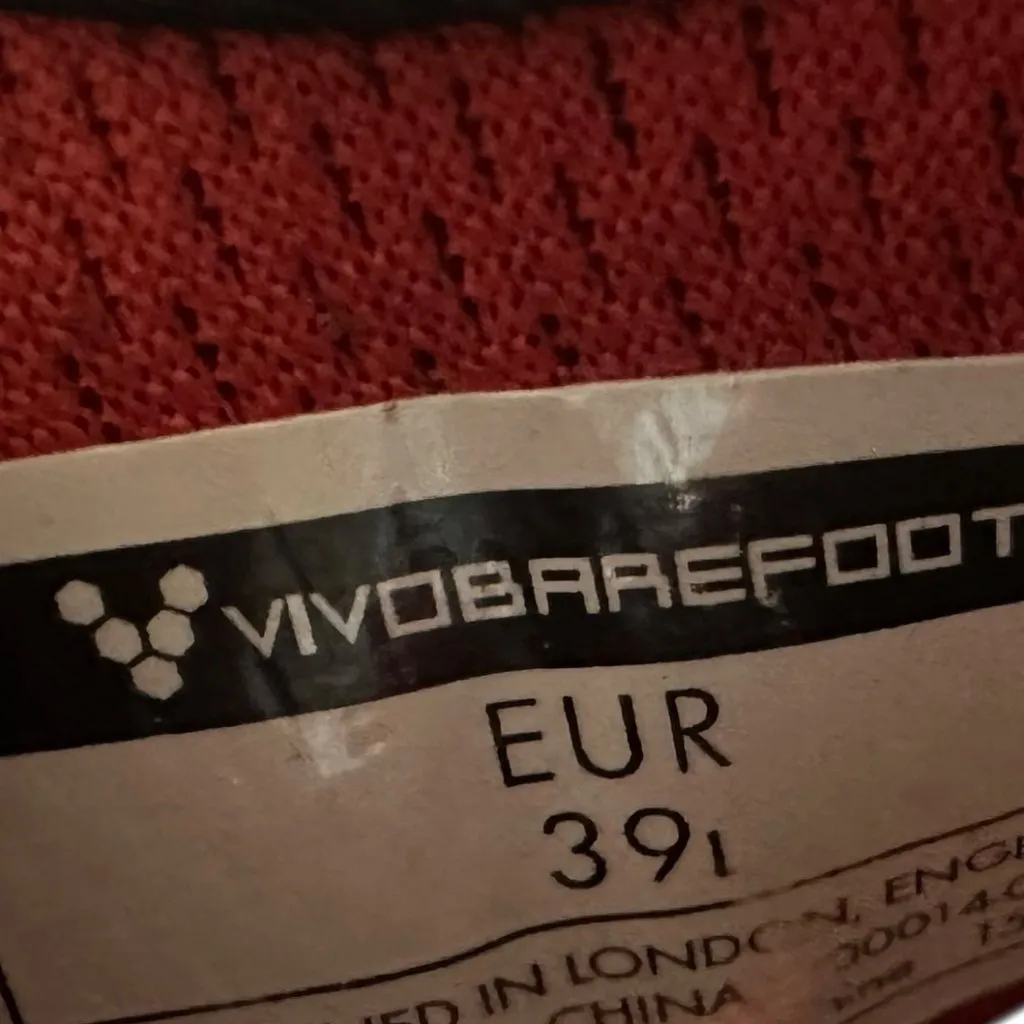 VIVOBAREFOOT
EUR
39
IN LONDON,
CHINA